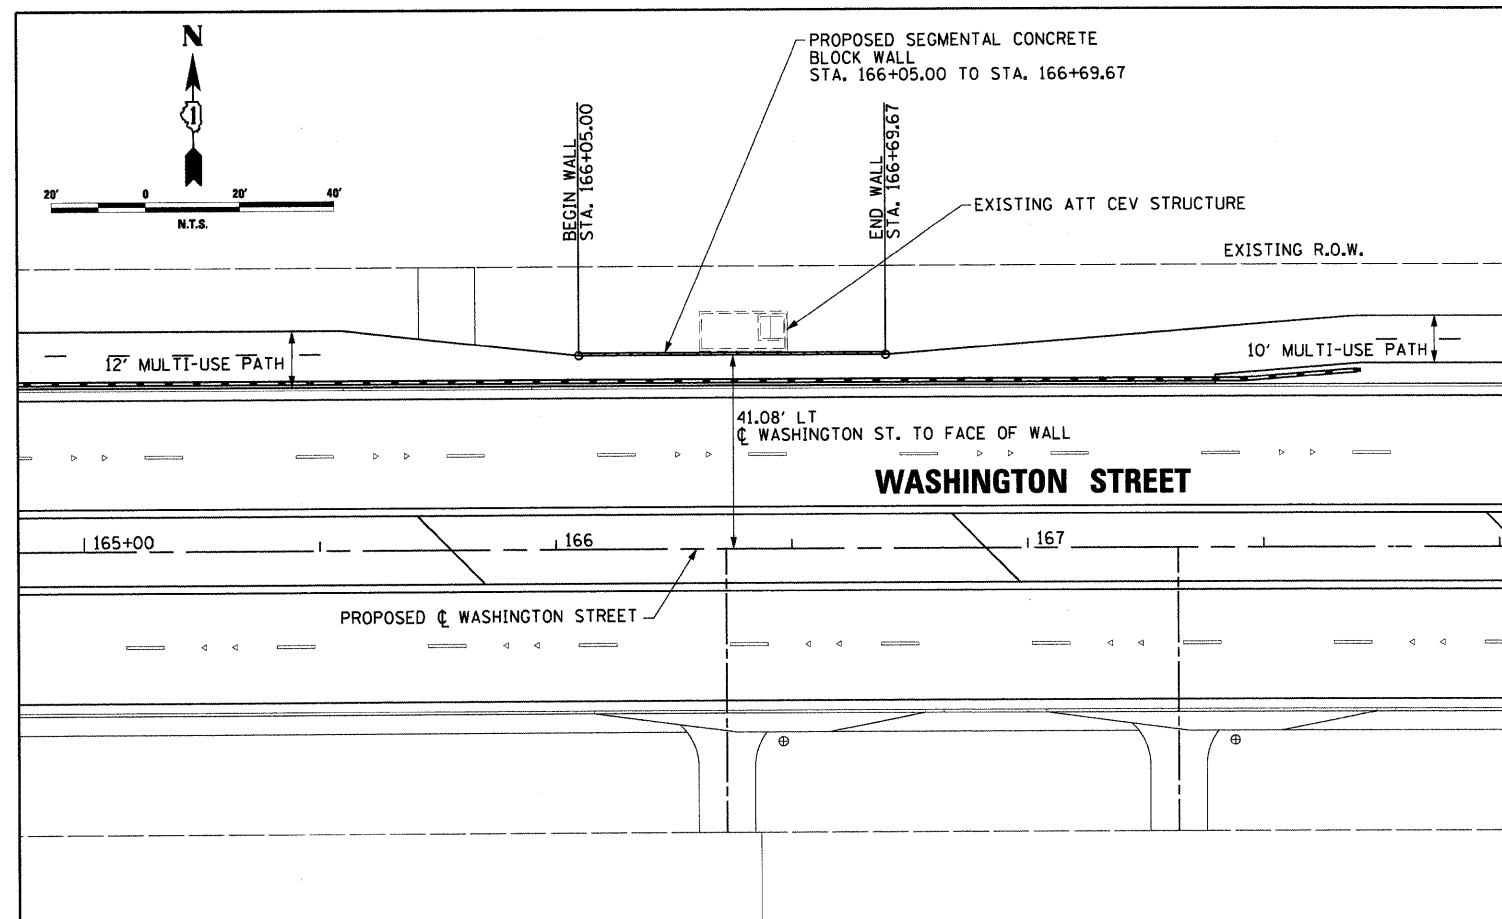 N
1
20' 0 20' 40'
N.T.S.
PROPOSED SEGMENTAL CONCRETE
BLOCK WALL
STA. 166+05.00 TO STA. 166+69.67
BEGIN WALL
STA. 166+05.00
END WALL
STA. 166+69.67
EXISTING ATT CEV STRUCTURE
EXISTING R.O.W.
12' MULTI-USE PATH
10' MULTI-USE PATH
41.08' LT
℄ WASHINGTON ST. TO FACE OF WALL
WASHINGTON STREET
165+00
166
167
PROPOSED ℄ WASHINGTON STREET